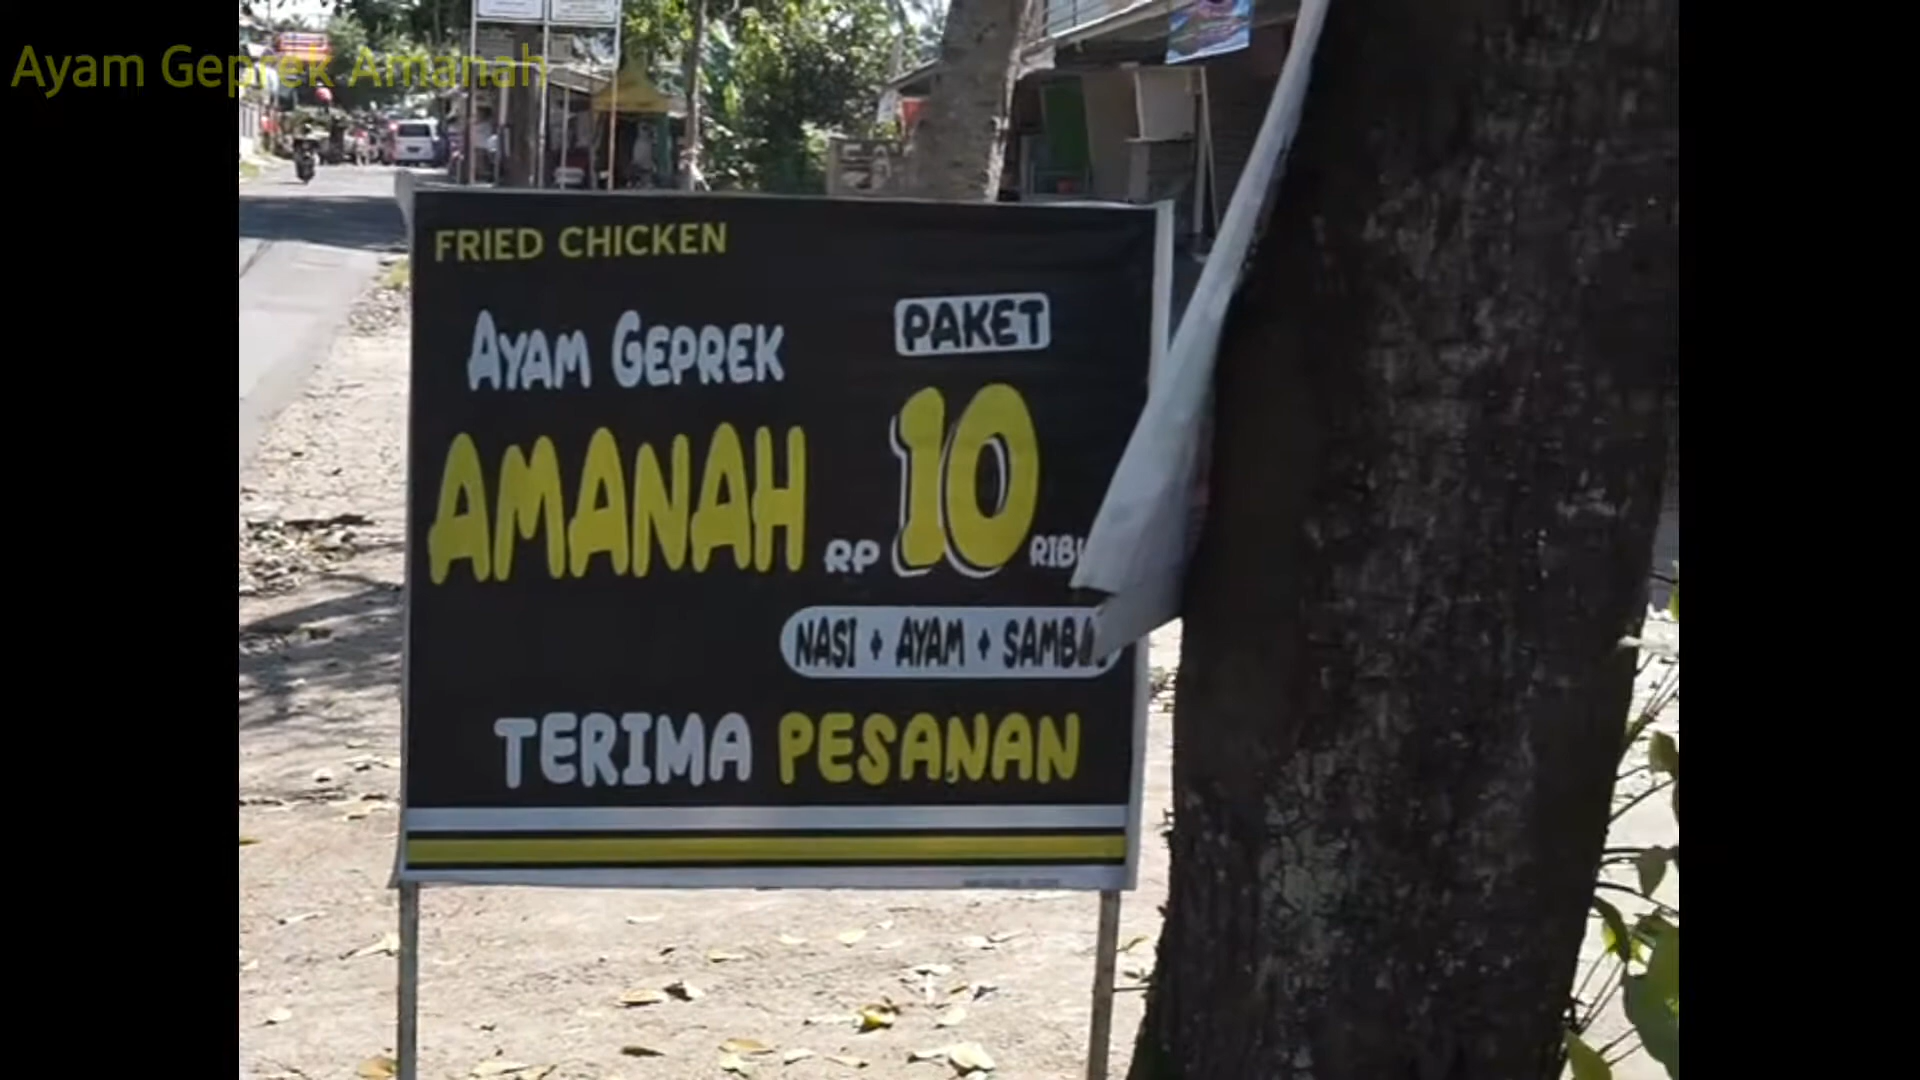 Ayam Geprek Amanah
FRIED CHICKEN
AYAM GEPREK
AMANAH
PAKET
RP 10 RIBU
NASI + AYAM + SAMBAL
TERIMA PESANAN